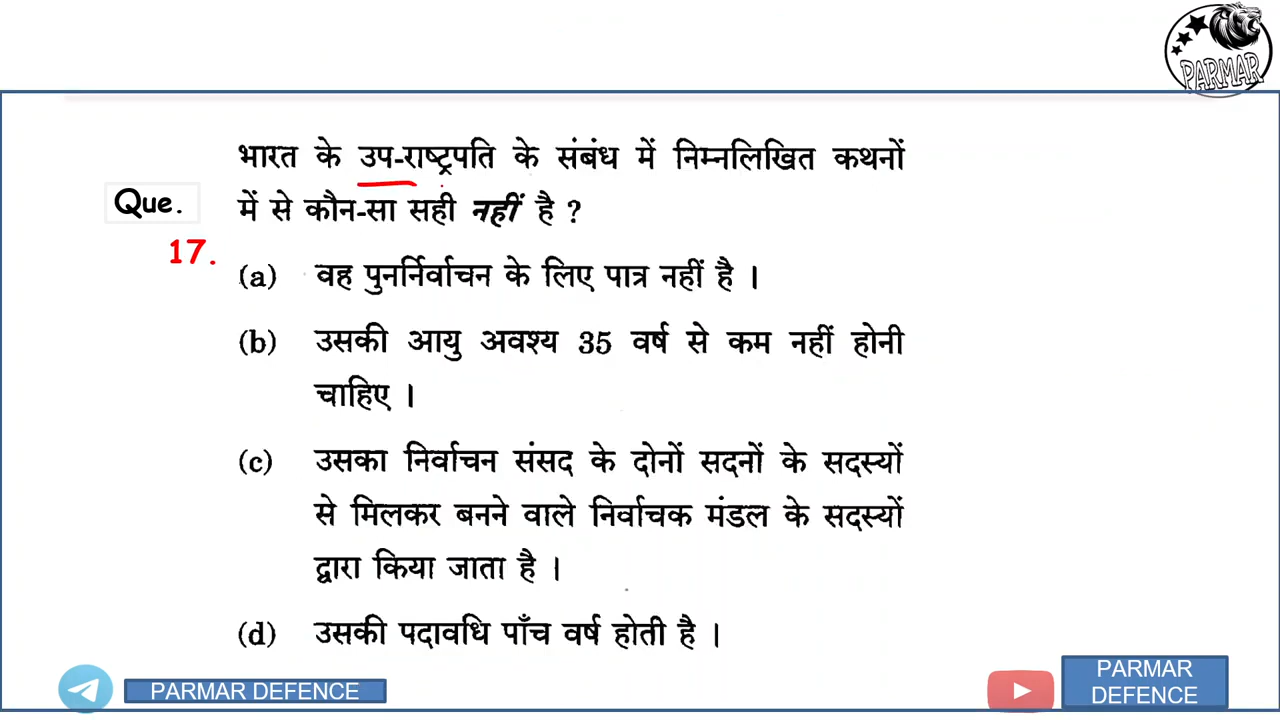 PARMAR
भारत के उप-राष्ट्रपति के संबंध में निम्नलिखित कथनों
Que.
में से कौन-सा सही नहीं है ?
17.
(a) वह पुनर्निर्वाचन के लिए पात्र नहीं है ।
(b) उसकी आयु अवश्य 35 वर्ष से कम नहीं होनी
चाहिए ।
(c) उसका निर्वाचन संसद के दोनों सदनों के सदस्यों
से मिलकर बनने वाले निर्वाचक मंडल के सदस्यों
द्वारा किया जाता है ।
(d) उसकी पदावधि पाँच वर्ष होती है ।
PARMAR DEFENCE
PARMAR
DEFENCE